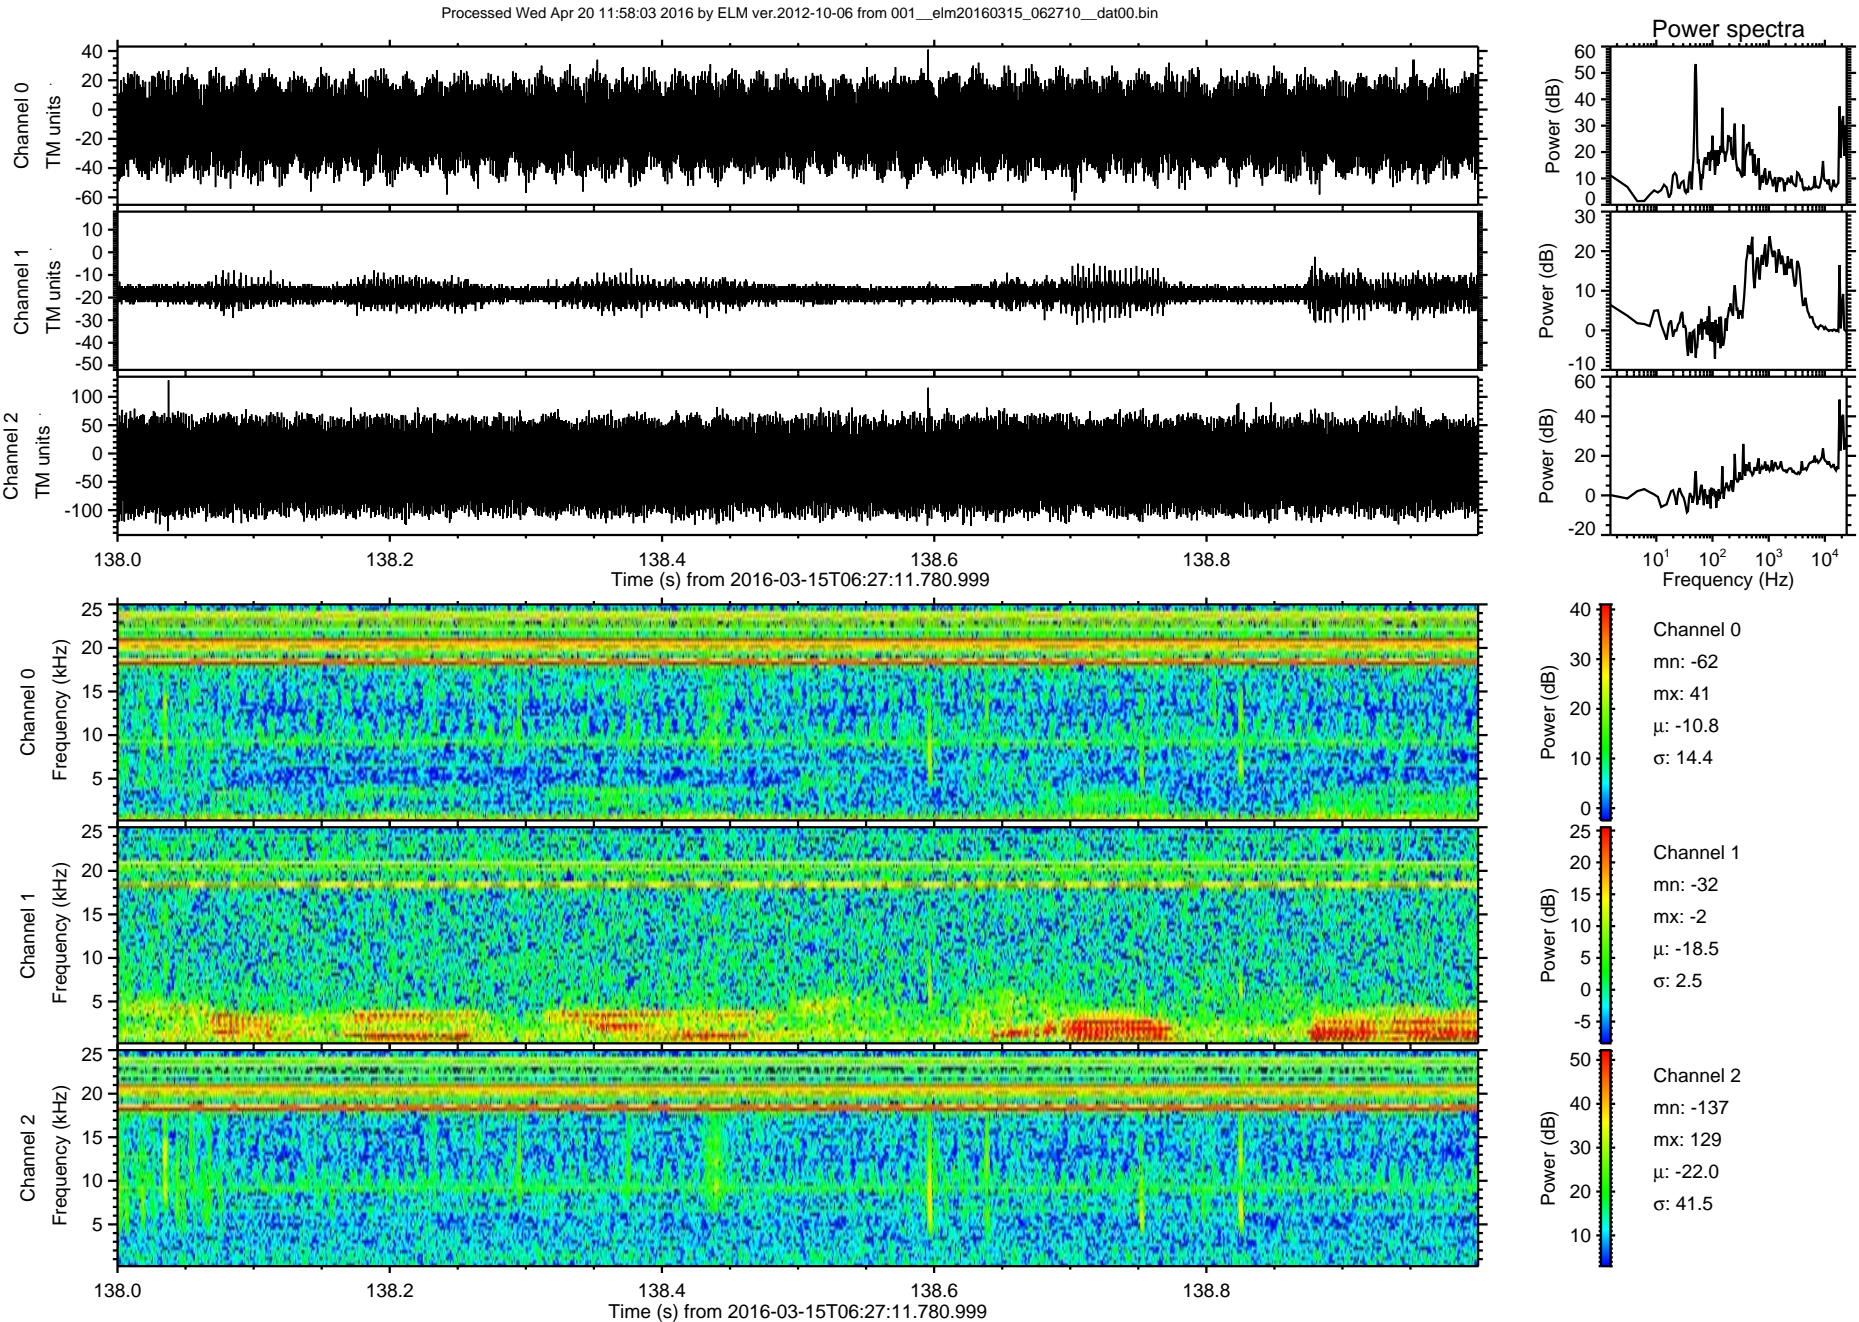 Processed Wed Apr 20 11:58:03 2016 by ELM ver.2012-10-06 from 001__elm20160315_062710__dat00.bin
Power spectra
Channel 0
TM units
40
20
0
-20
-40
-60
Power (dB)
60
50
40
30
20
10
0
Channel 1
TM units
10
0
-10
-20
-30
-40
-50
Power (dB)
30
20
10
0
-10
Channel 2
TM units
100
50
0
-50
-100
Power (dB)
60
40
20
0
-20
138.0 138.2 138.4 138.6 138.8
Time (s) from 2016-03-15T06:27:11.780.999
10¹ 10² 10³ 10⁴
Frequency (Hz)
Channel 0
Frequency (kHz)
25
20
15
10
5
Power (dB)
40
30
20
10
0
Channel 0
mn: -62
mx: 41
μ: -10.8
σ: 14.4
Channel 1
Frequency (kHz)
25
20
15
10
5
Power (dB)
25
20
15
10
5
0
-5
Channel 1
mn: -32
mx: -2
μ: -18.5
σ: 2.5
Channel 2
Frequency (kHz)
25
20
15
10
5
Power (dB)
50
40
30
20
10
Channel 2
mn: -137
mx: 129
μ: -22.0
σ: 41.5
138.0 138.2 138.4 138.6 138.8
Time (s) from 2016-03-15T06:27:11.780.999